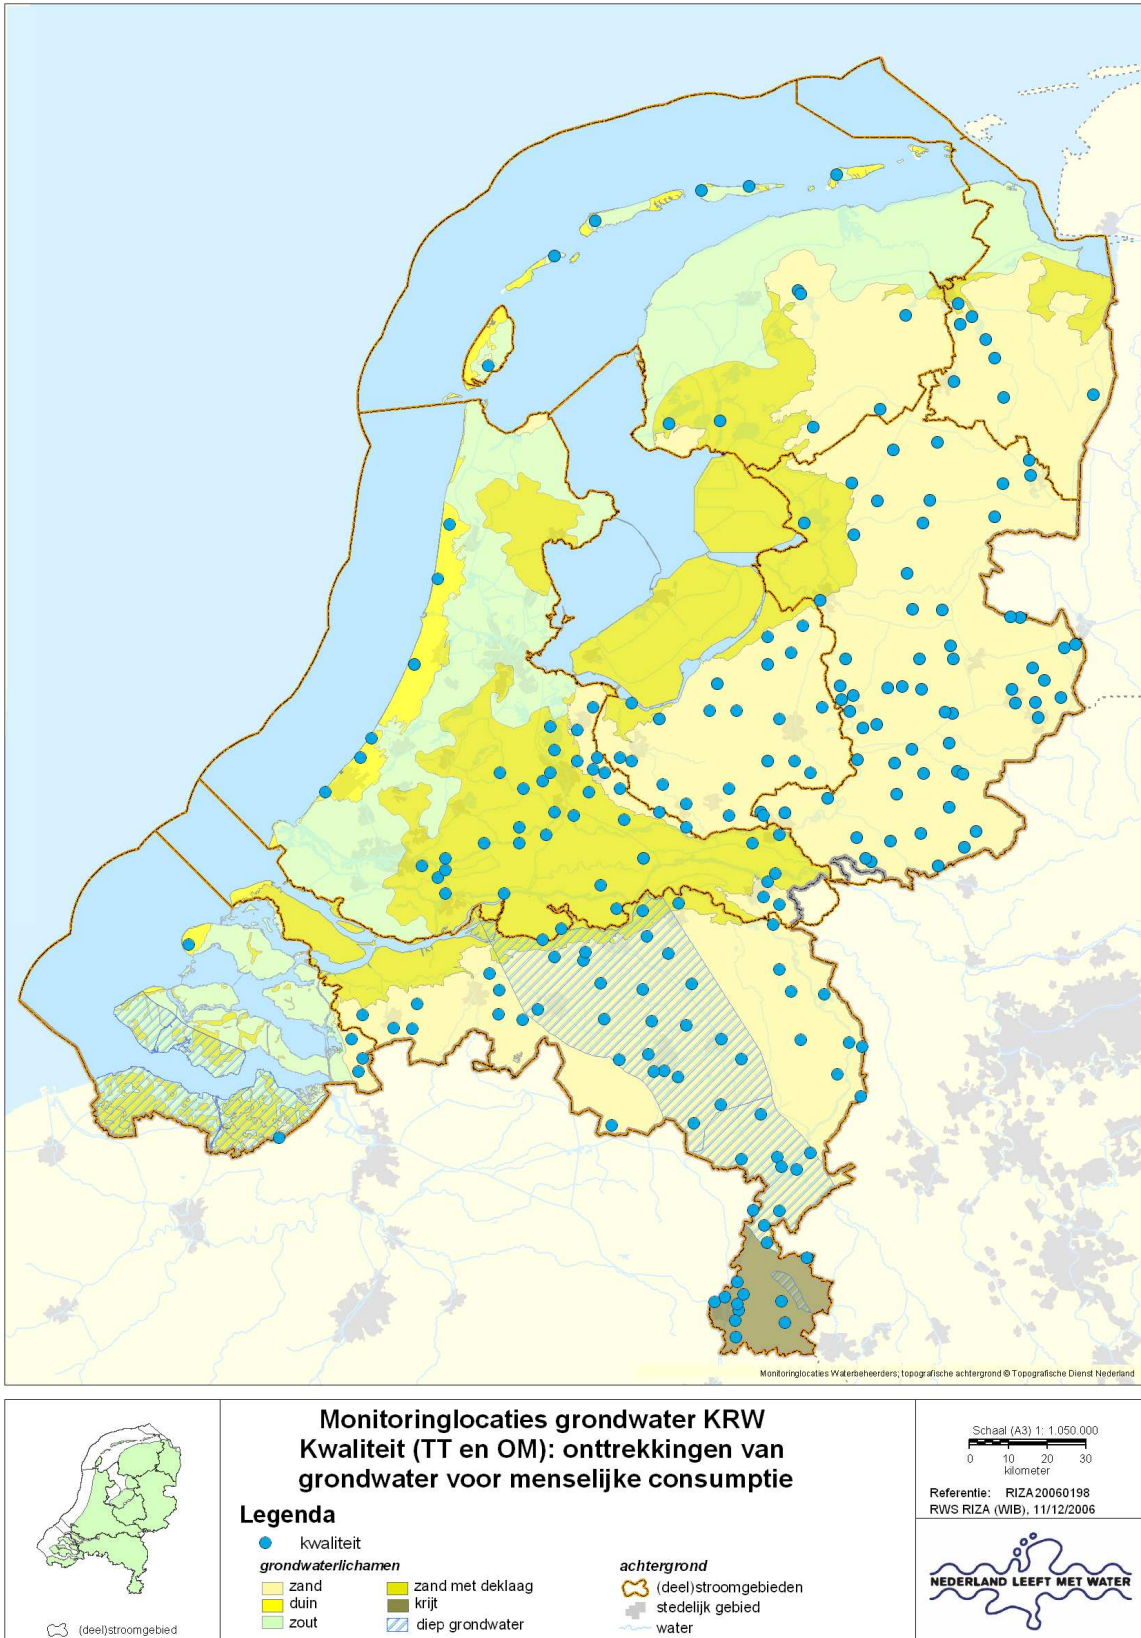 Monitoringlocaties Waterbeheerders; topografische achtergrond © Topografische Dienst Nederland
(deel)stroomgebied
Monitoringlocaties grondwater KRW
Kwaliteit (TT en OM): onttrekkingen van
grondwater voor menselijke consumptie
Legenda
kwaliteit
grondwaterlichamen
zand
duin
zout
zand met deklaag
krijt
diep grondwater
achtergrond
(deel)stroomgebieden
stedelijk gebied
water
Schaal (A3) 1: 1.050.000
0 10 20 30
kilometer
Referentie: RIZA20060198
RWS RIZA (WIB), 11/12/2006
NEDERLAND LEEFT MET WATER